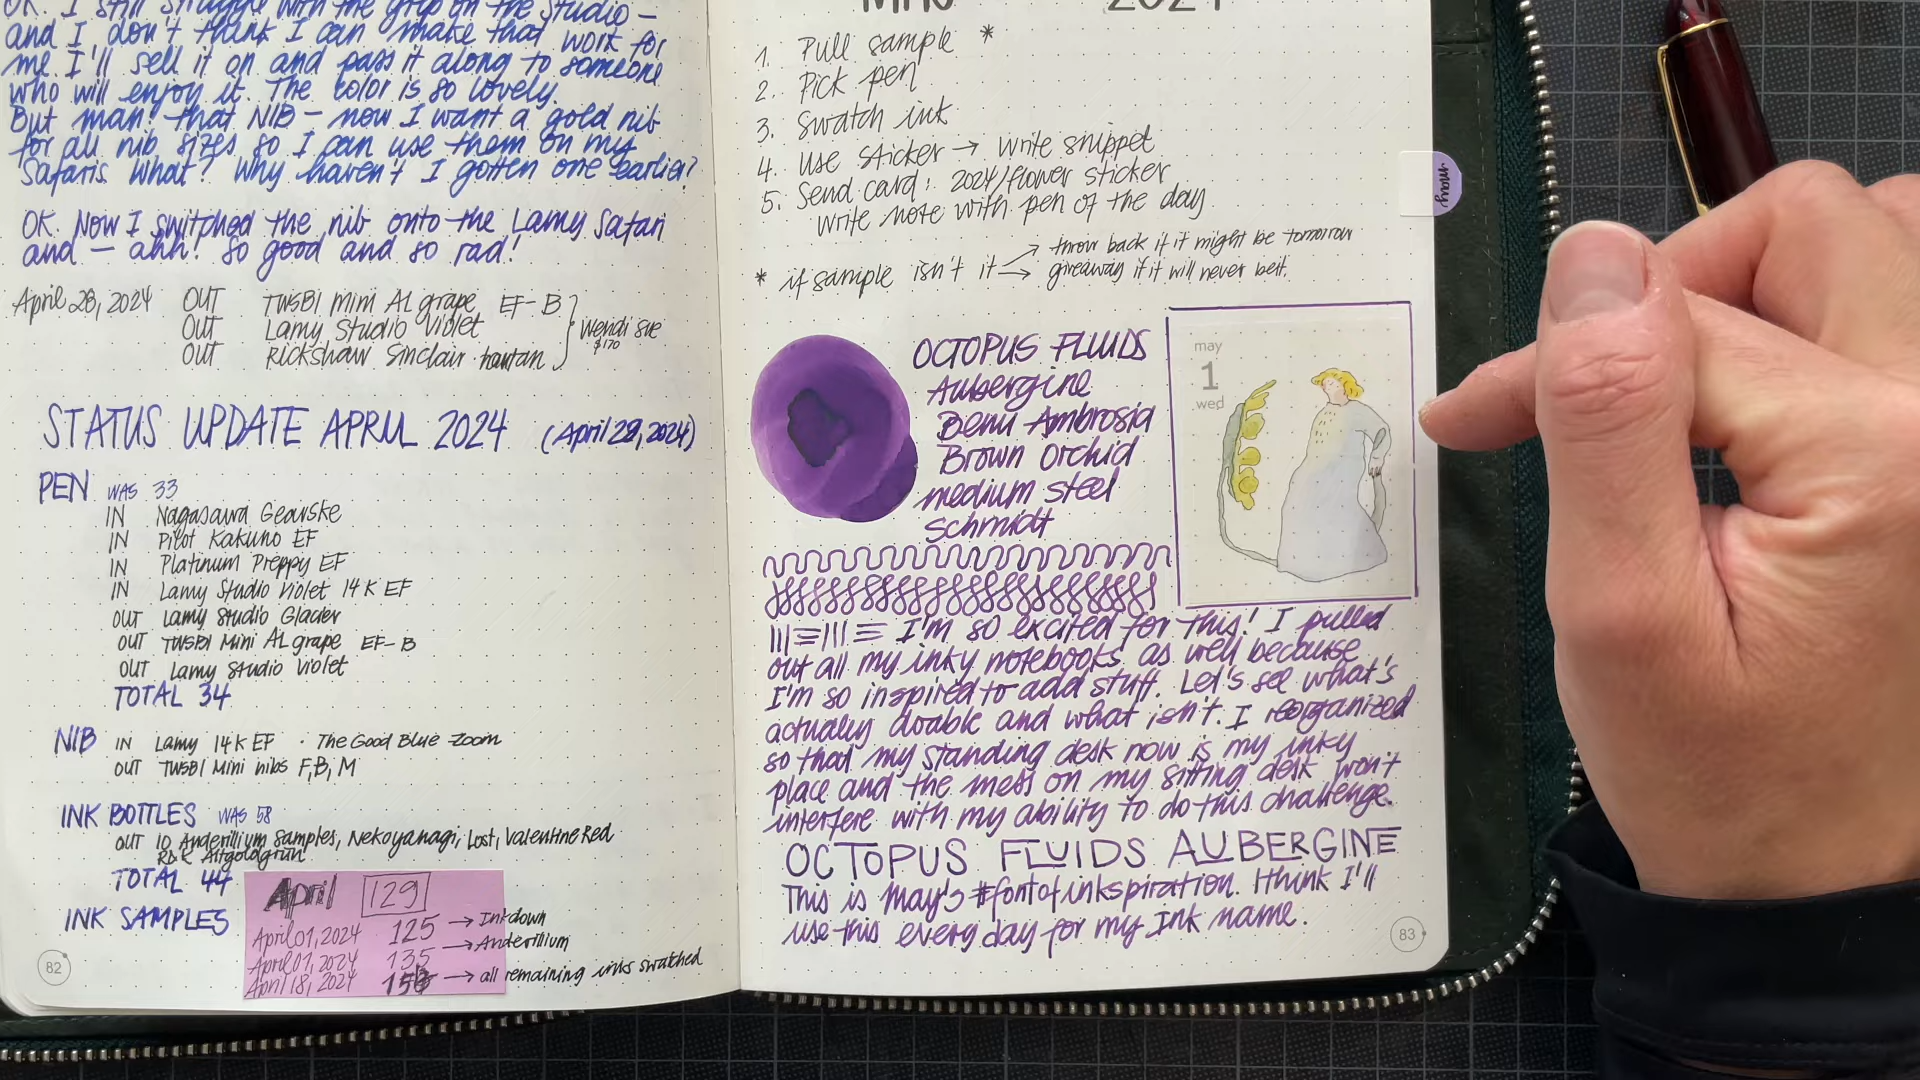 OK. I still struggle with the grip on the Studio –
and I don't think I can make that work for
me. I'll sell it on and pass it along to someone
who will enjoy it. The color is so lovely.
But man! that NIB – now I want a gold nib
for all nib sizes so I can use them on my
Safaris. What? Why haven't I gotten one earlier?
OK. Now I switched the nib onto the Lamy Safari
and – ahh! So good and so rad!
April 28, 2024 OUT TWSBI mini AL grape EF-B
OUT Lamy Studio Violet
OUT Rickshaw Sinclair
Wendi Sue
$170
STATUS UPDATE APRIL 2024 (April 29, 2024)
PEN WAS 33
IN Nagasawa
IN Pilot Kakuno EF
IN Platinum Preppy EF
IN Lamy Studio Violet 14K EF
OUT Lamy Studio Glacier
OUT TWSBI Mini AL grape EF-B
OUT Lamy Studio Violet
TOTAL 34
NIB IN Lamy 14K EF · The Good Blue Zoom
OUT TWSBI Mini nibs F, B, M
INK BOTTLES WAS 58
OUT 10 Anderillium Samples, Nekoyanagi, Lost, Valentine Red
R&K Altgoldgrün
TOTAL 44
INK SAMPLES
April 129
April 01, 2024 125 → Inkdown
April 01, 2024 135 → Anderillium
April 18, 2024 → all remaining inks swatched
82
MAY 2024
1. Pull sample *
2. Pick pen
3. Swatch ink
4. Use sticker → write snippet
5. Send card: 2024/flower sticker
write note with pen of the day
* if sample isn't it → throw back if it might be tomorrow
→ giveaway if it will never be it.
may
OCTOPUS FLUIDS
Aubergine
Benu Ambrosia
Brown Orchid
medium steel
Schmidt
may
1
wed
I'm so excited for this! I pulled
out all my inky notebooks as well because
I'm so inspired to add stuff. Let's see what's
actually doable and what isn't. I reorganized
so that my standing desk now is my inky
place and the mess on my sitting desk won't
interfere with my ability to do this challenge.
OCTOPUS FLUIDS AUBERGINE
This is May's #fontofinkspiration. I think I'll
use this every day for my Ink name.
83